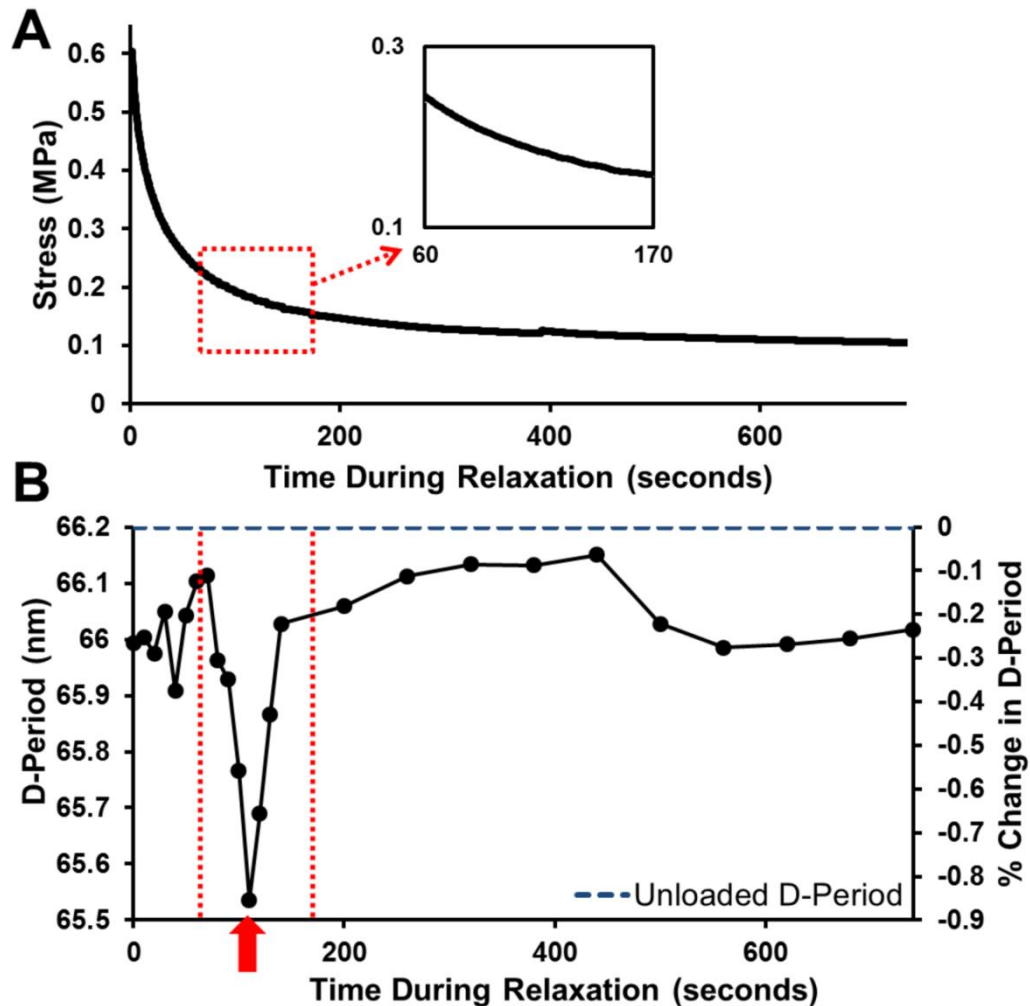 A
Stress (MPa)
0.6
0.5
0.4
0.3
0.2
0.1
0
0.3
0.1
60 170
0 200 400 600
Time During Relaxation (seconds)
B
D-Period (nm)
66.2
66.1
66
65.9
65.8
65.7
65.6
65.5
0
-0.1
-0.2
-0.3
-0.4
-0.5
-0.6
-0.7
-0.8
-0.9
% Change in D-Period
Unloaded D-Period
0 200 400 600
Time During Relaxation (seconds)